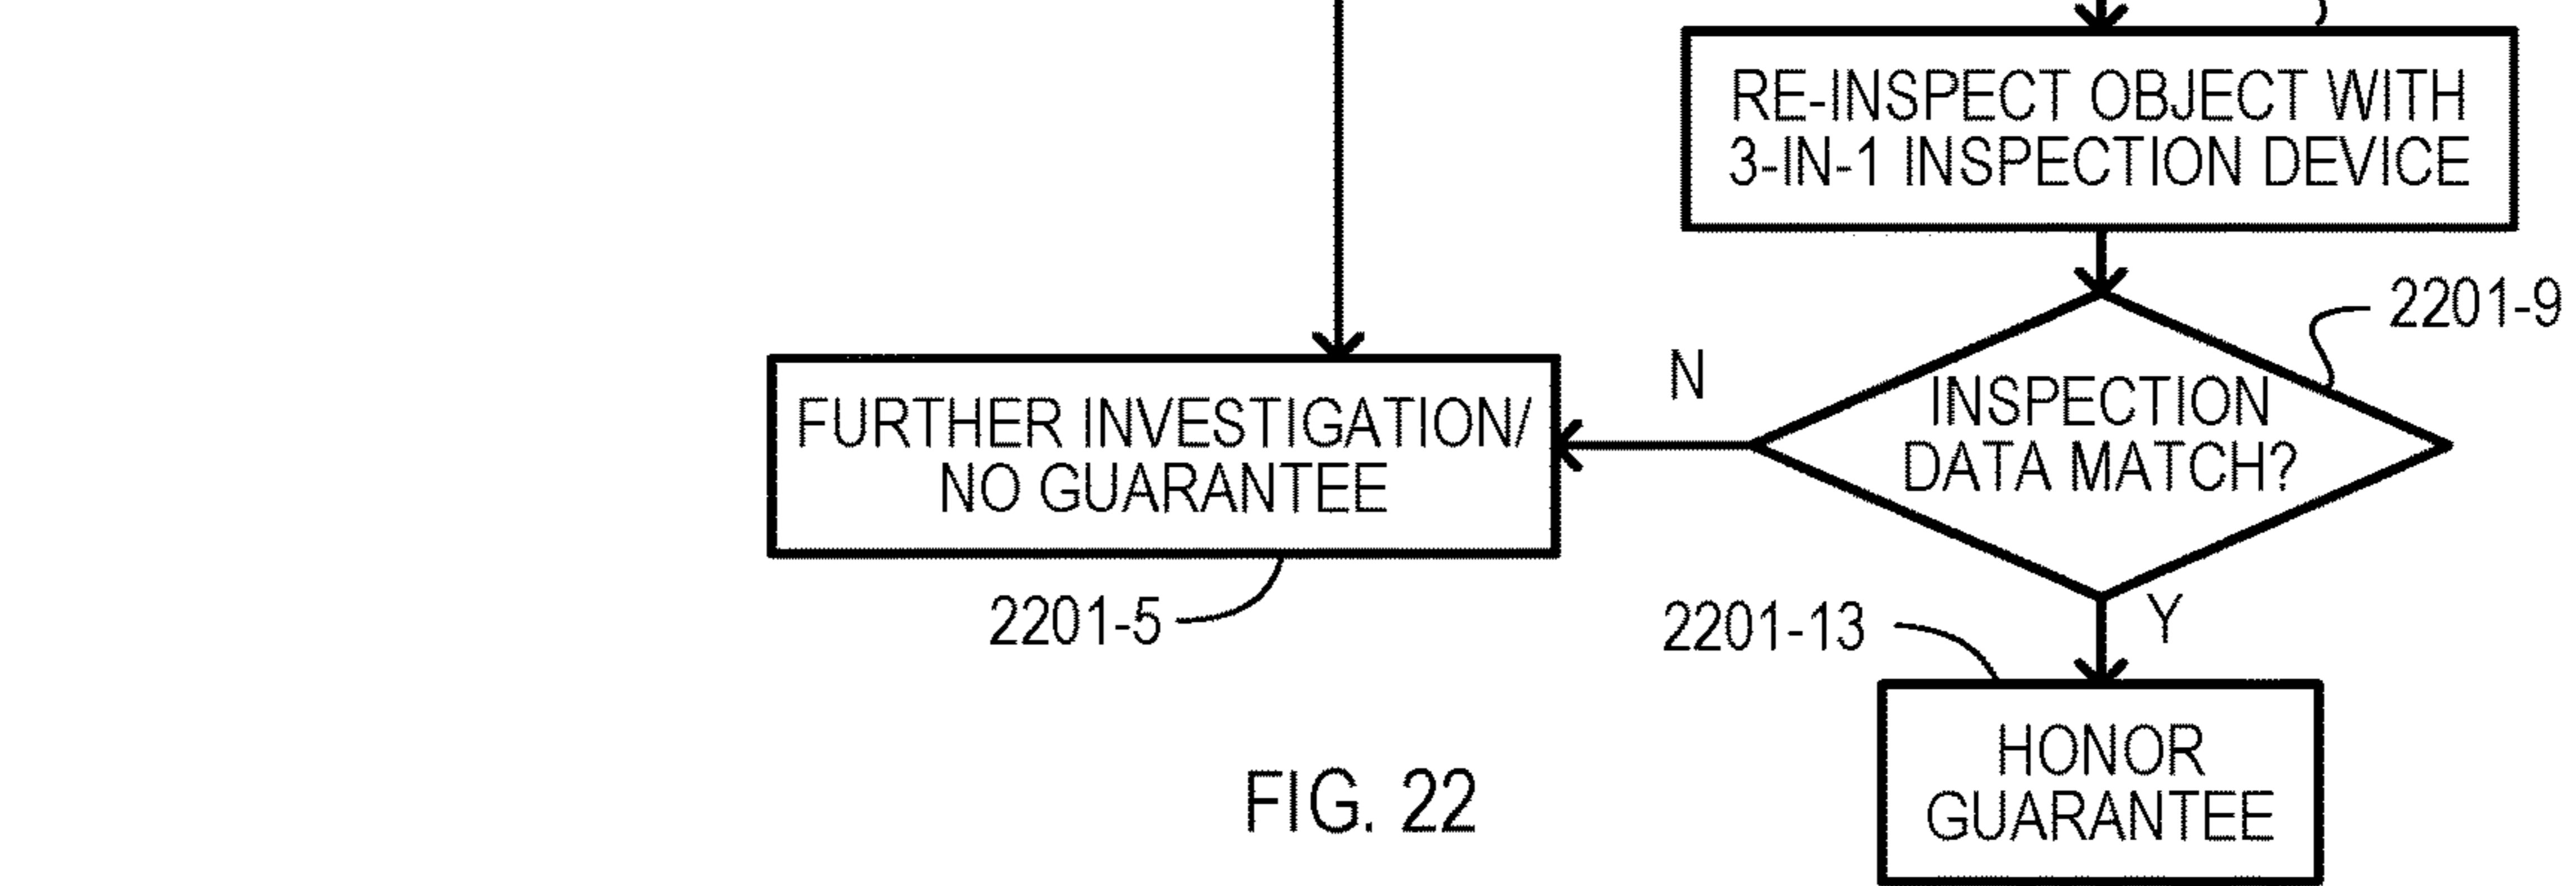 RE-INSPECT OBJECT WITH
3-IN-1 INSPECTION DEVICE
2201-9
N
INSPECTION
DATA MATCH?
FURTHER INVESTIGATION/
NO GUARANTEE
2201-5
2201-13
Y
HONOR
GUARANTEE
FIG. 22